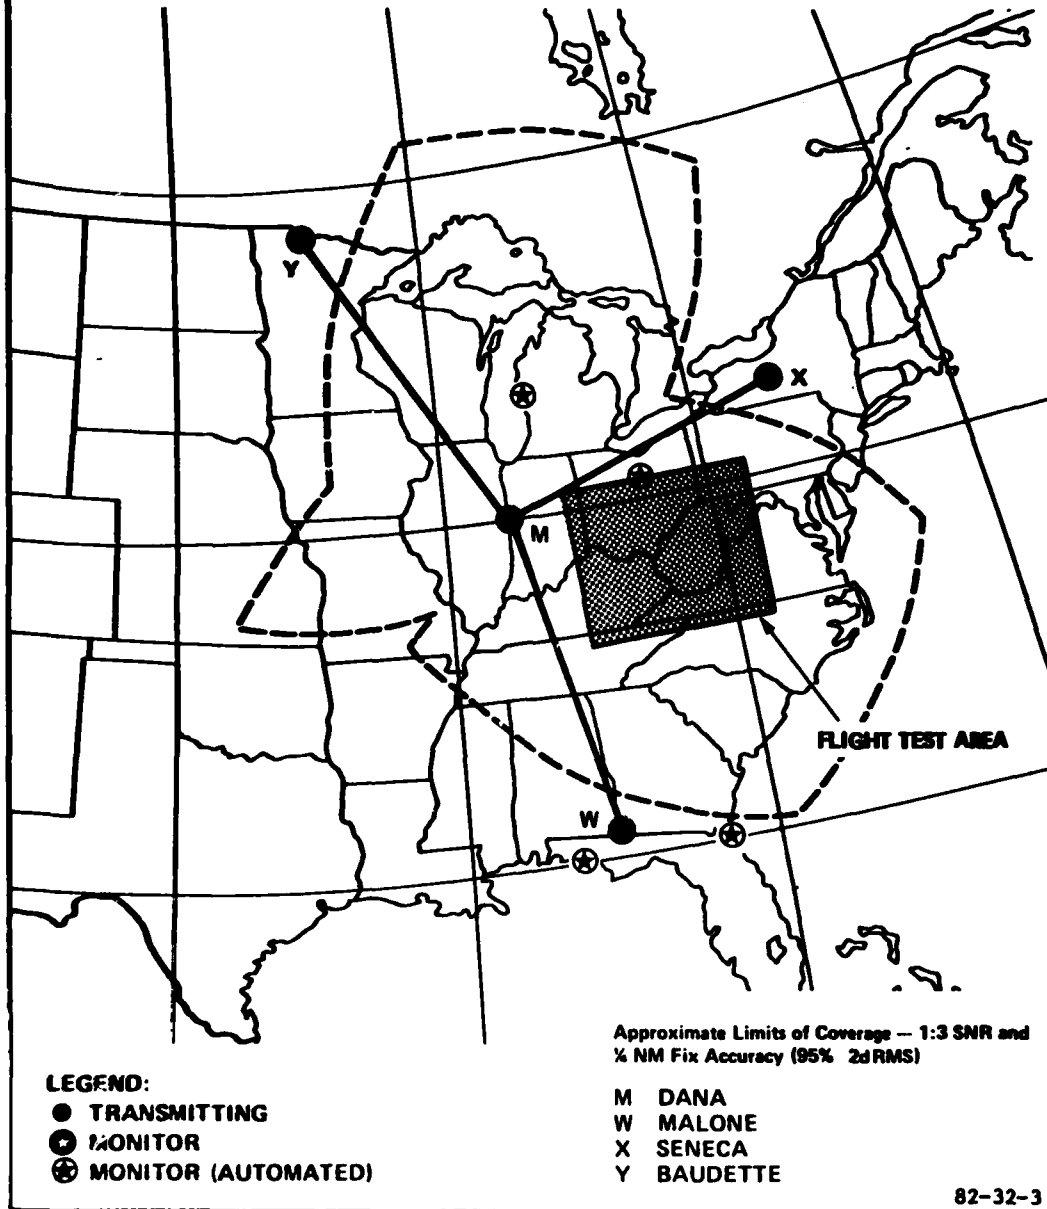 Y
X
M
FLIGHT TEST AREA
W
Approximate Limits of Coverage — 1:3 SNR and
¼ NM Fix Accuracy (95% 2dRMS)
LEGEND:
TRANSMITTING
MONITOR
MONITOR (AUTOMATED)
M DANA
W MALONE
X SENECA
Y BAUDETTE
82-32-3